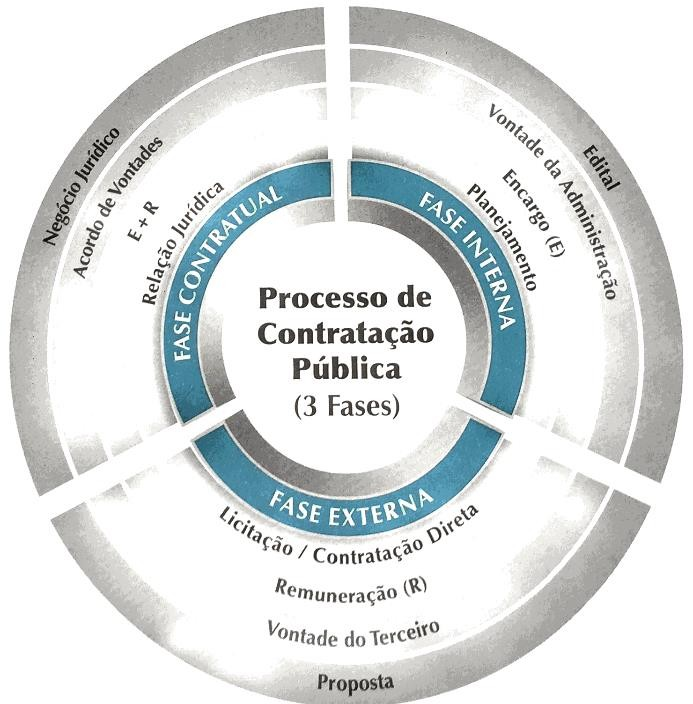 Processo de
Contratação
Pública
(3 Fases)
FASE INTERNA
Planejamento
Encargo (E)
Vontade da Administração
Edital
FASE EXTERNA
Licitação / Contratação Direta
Remuneração (R)
Vontade do Terceiro
Proposta
FASE CONTRATUAL
Relação Jurídica
E + R
Acordo de Vontades
Negócio Jurídico